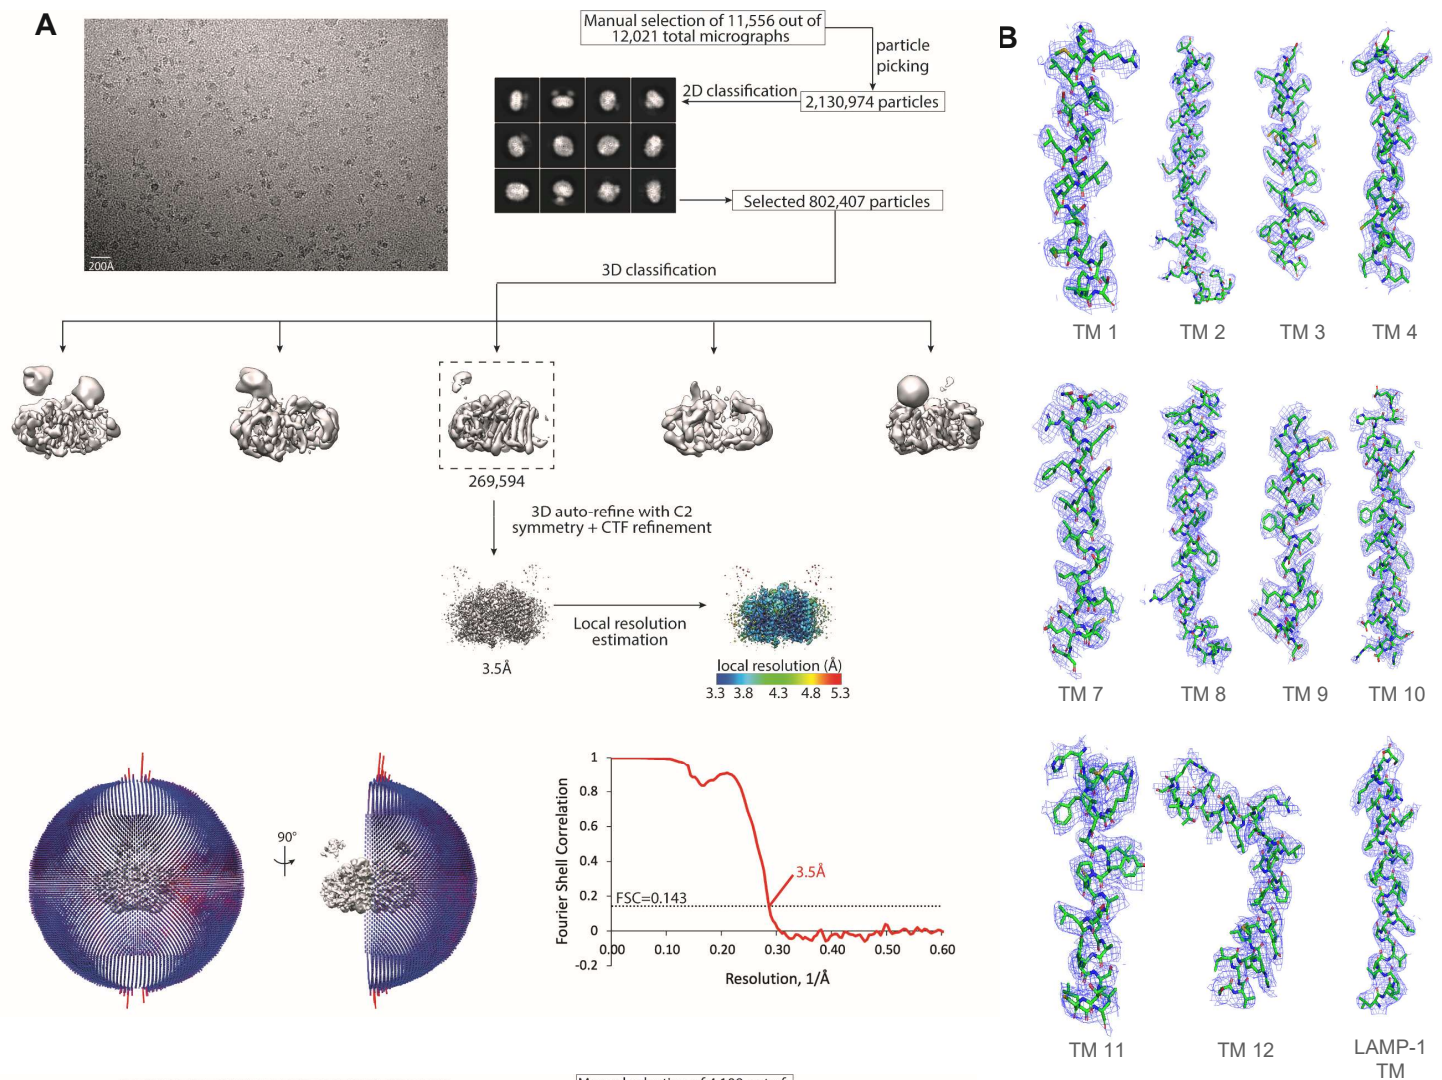 A
Manual selection of 11,556 out of
12,021 total micrographs
particle
picking
2D classification
2,130,974 particles
Selected 802,407 particles
200Å
3D classification
269,594
3D auto-refine with C2
symmetry + CTF refinement
3.5Å
Local resolution
estimation
local resolution (Å)
3.3 3.8 4.3 4.8 5.3
90°
Fourier Shell Correlation
1
0.8
0.6
0.4
0.2
0
-0.2
FSC=0.143
3.5Å
0.00 0.10 0.20 0.30 0.40 0.50 0.60
Resolution, 1/Å
B
TM 1 TM 2 TM 3 TM 4
TM 7 TM 8 TM 9 TM 10
TM 11 TM 12 LAMP-1
TM